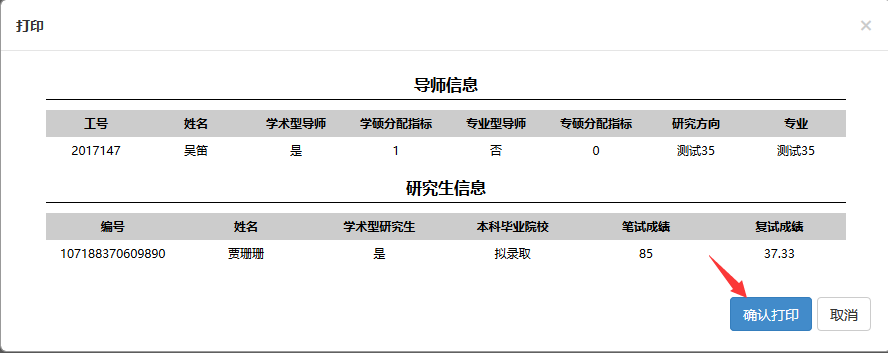 打印
×
导师信息
工号 姓名 学术型导师 学硕分配指标 专业型导师 专硕分配指标 研究方向 专业
2017147 吴笛 是 1 否 0 测试35 测试35
研究生信息
编号 姓名 学术型研究生 本科毕业院校 笔试成绩 复试成绩
107188370609890 贾珊珊 是 拟录取 85 37.33
确认打印 取消